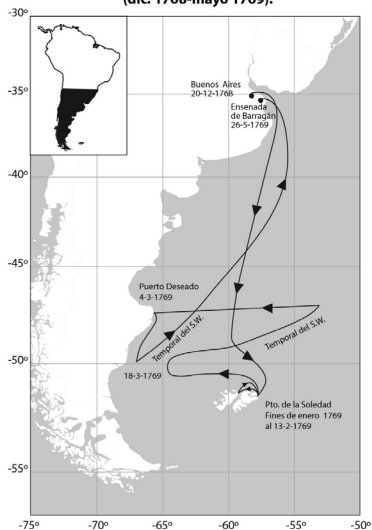 (dic. 1768-mayo 1769).
-30º
-35º
-40º
-45º
-50º
-55º
Buenos Aires
20-12-1768
Ensenada
de Barragán
26-5-1769
Puerto Deseado
4-3-1769
Temporal del S.W.
Temporal del S.W.
18-3-1769
Pto. de la Soledad
Fines de enero 1769
al 13-2-1769
-75º
-70º
-65º
-60º
-55º
-50º